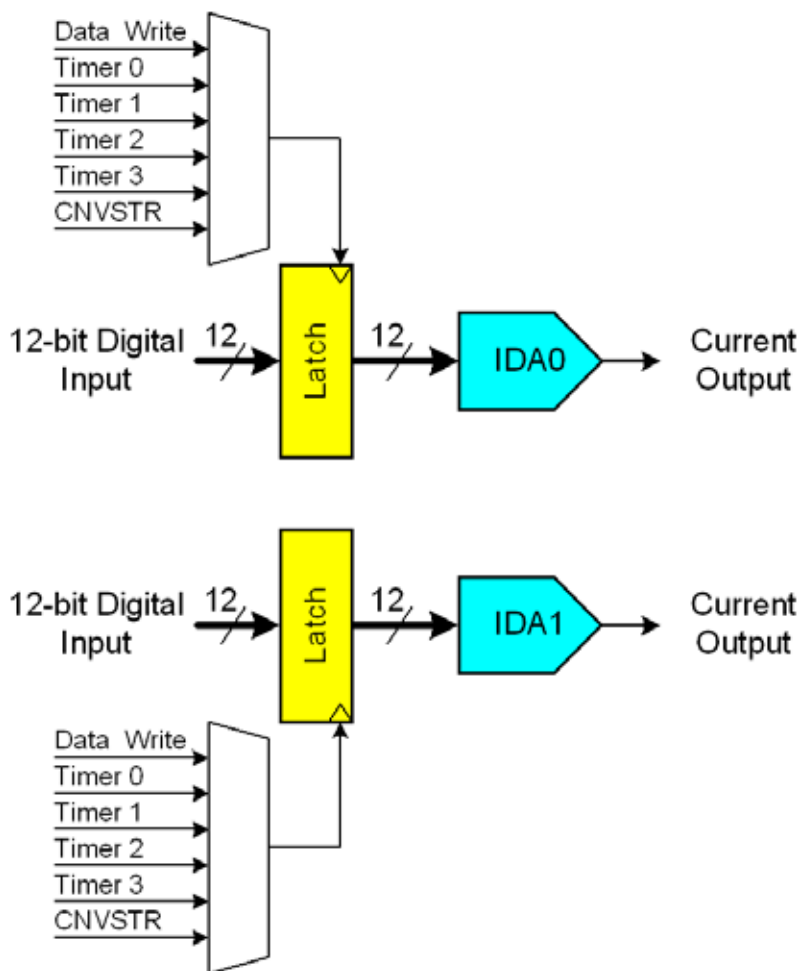 Data Write
Timer 0
Timer 1
Timer 2
Timer 3
CNVSTR
12-bit Digital
Input
12
Latch
12
IDA0
Current
Output
12-bit Digital
Input
12
Latch
12
IDA1
Current
Output
Data Write
Timer 0
Timer 1
Timer 2
Timer 3
CNVSTR